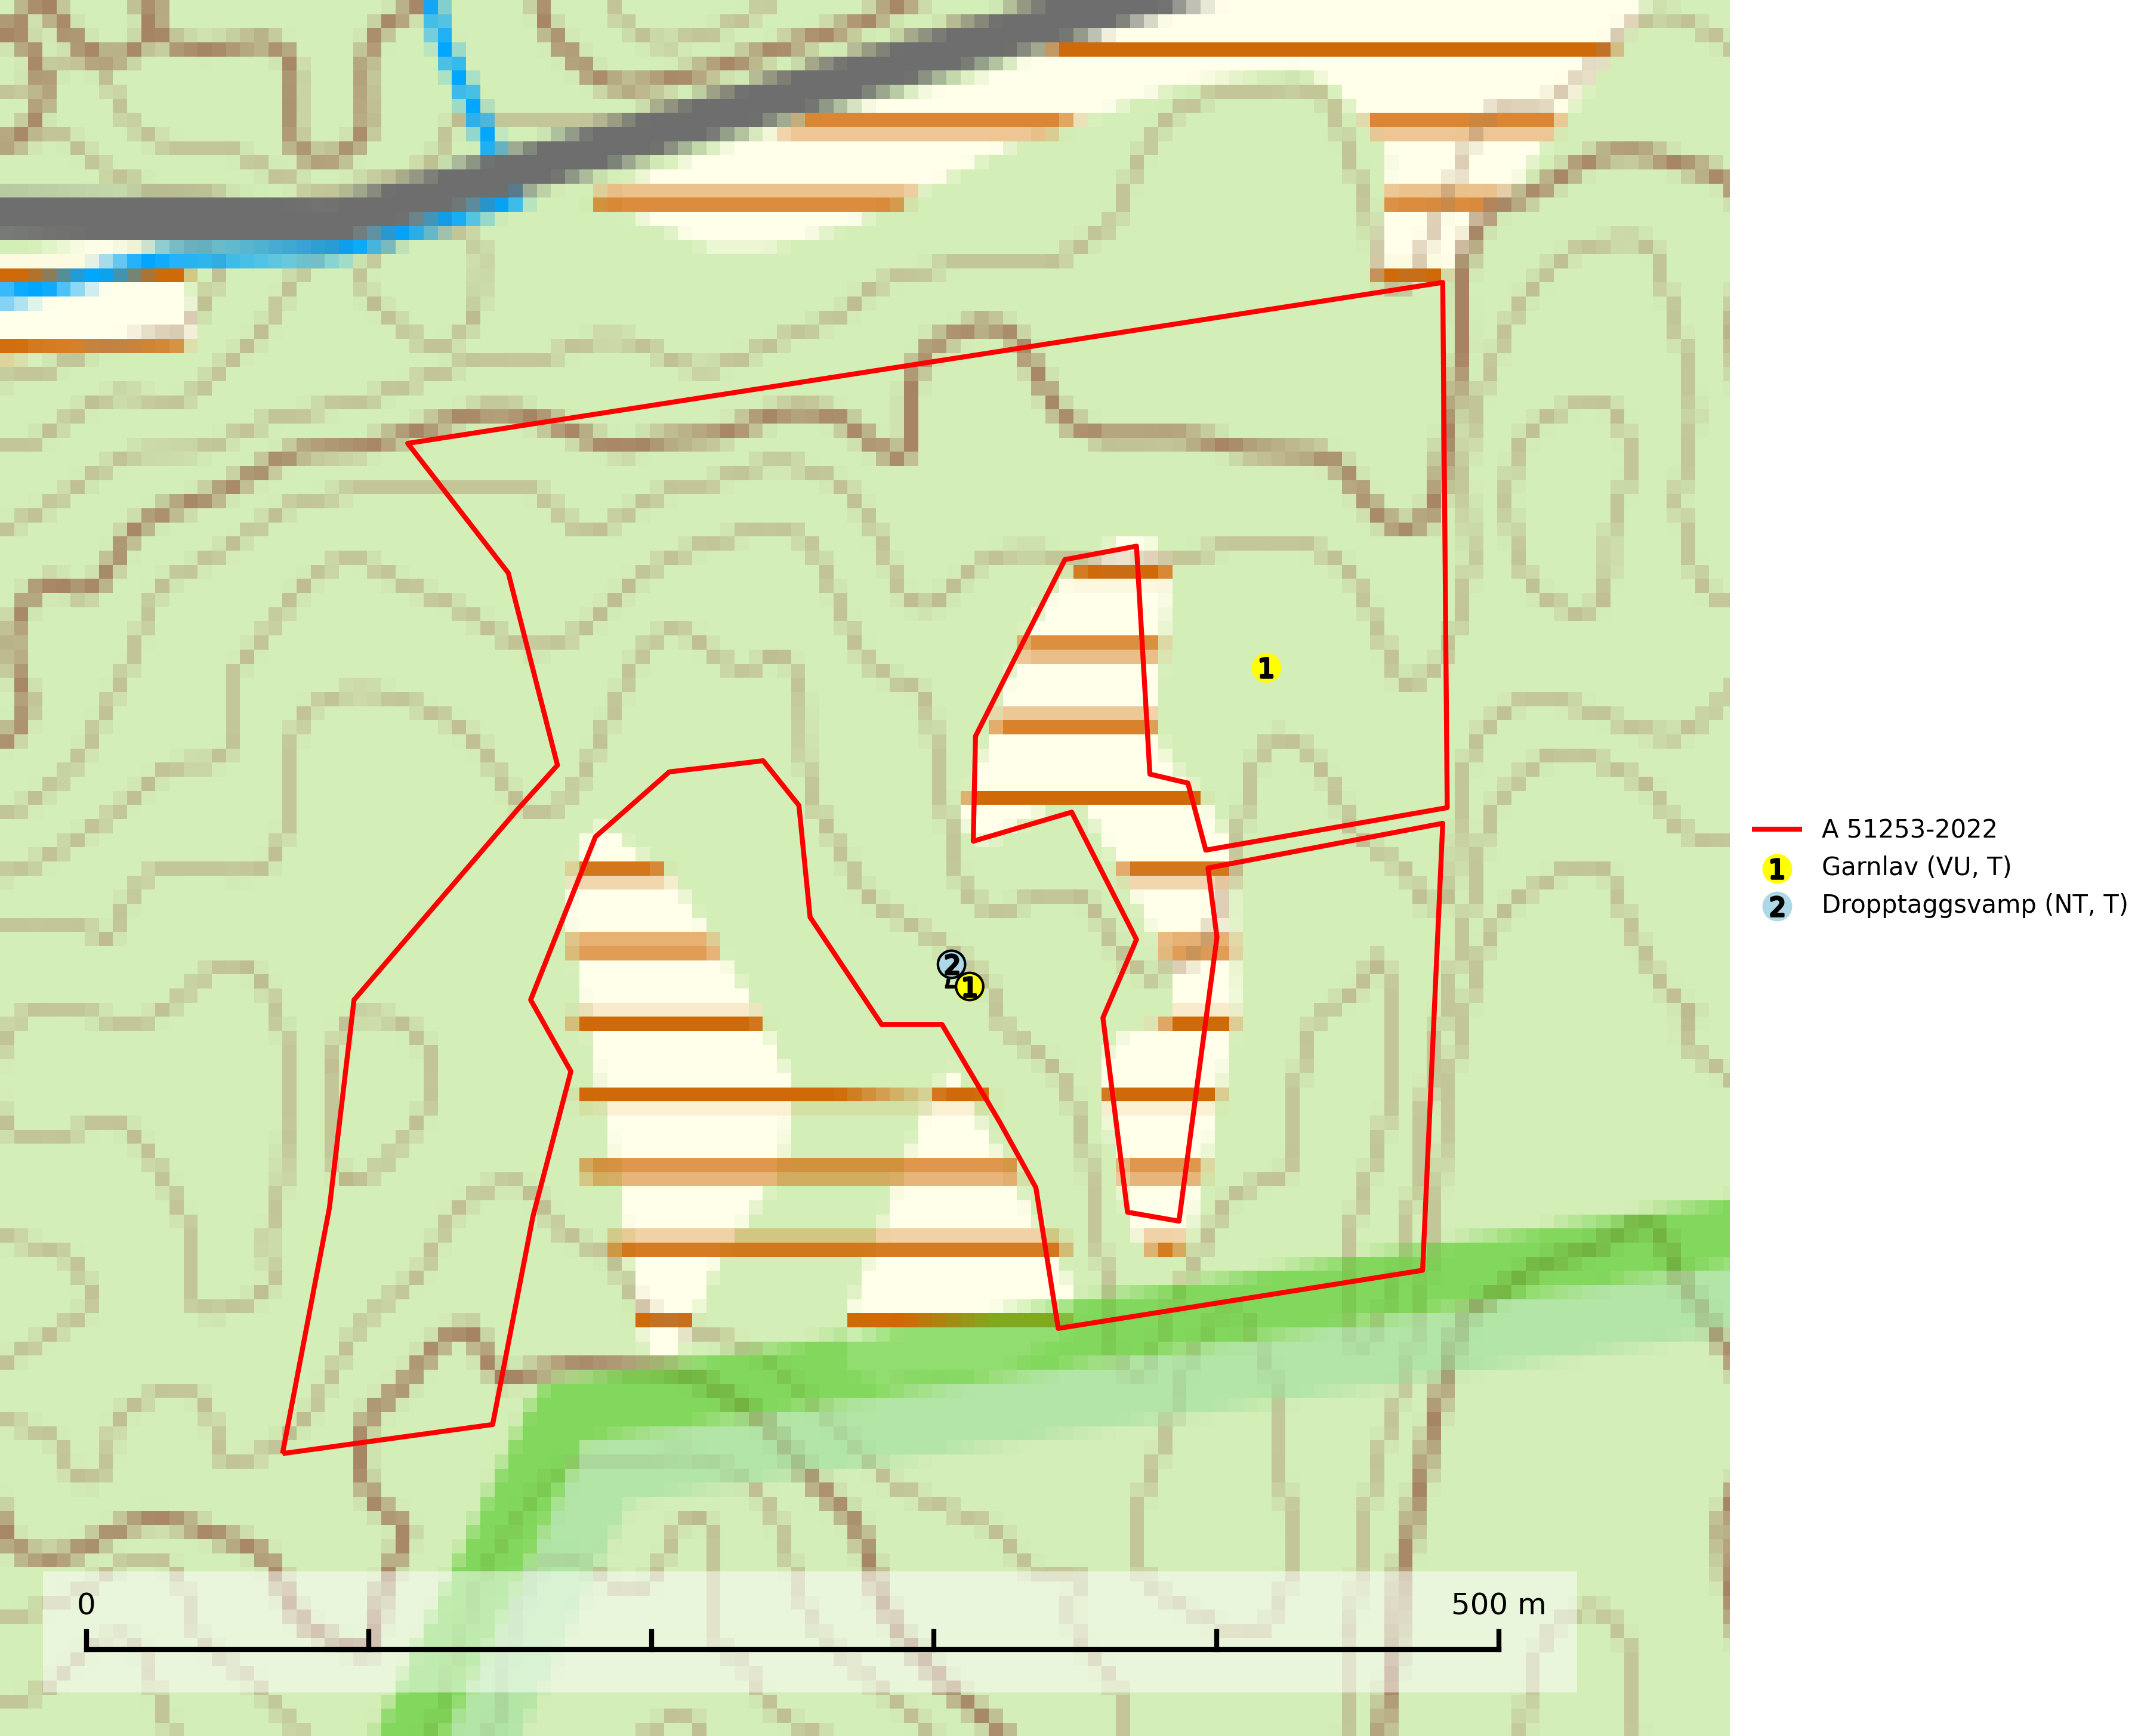 1
2
1
A 51253-2022
1 Garnlav (VU, T)
2 Dropptaggsvamp (NT, T)
0 500 m